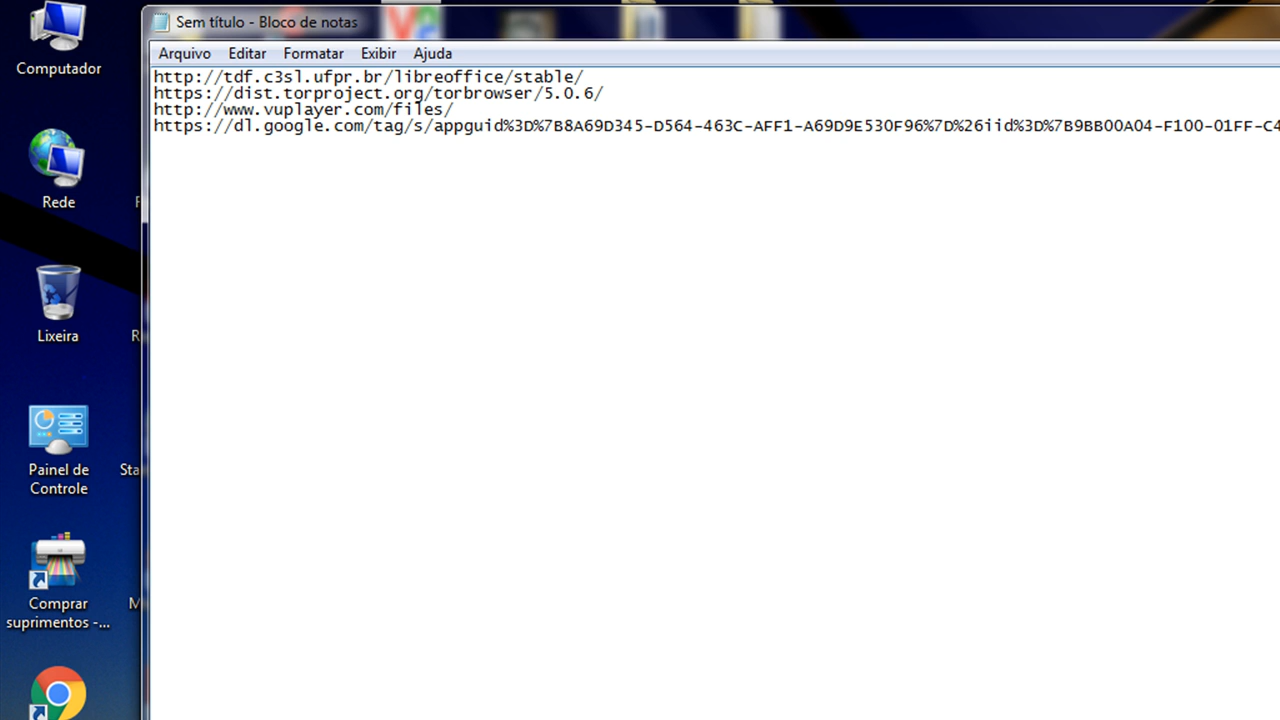 Sem título - Bloco de notas
Arquivo Editar Formatar Exibir Ajuda
http://tdf.c3sl.ufpr.br/libreoffice/stable/
https://dist.torproject.org/torbrowser/5.0.6/
http://www.vuplayer.com/files/
https://dl.google.com/tag/s/appguid%3D%7B8A69D345-D564-463C-AFF1-A69D9E530F96%7D%26iid%3D%7B9BB00A04-F100-01FF-C4
Computador
Rede
Lixeira
Painel de
Controle
Sta
Comprar
suprimentos -...